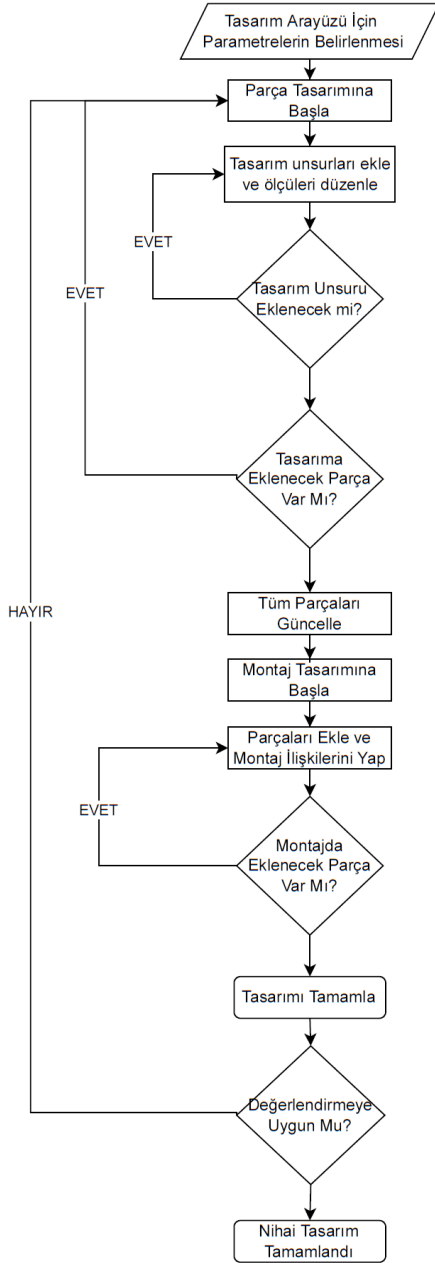 Tasarım Arayüzü İçin
Parametrelerin Belirlenmesi
Parça Tasarımına
Başla
Tasarım unsurları ekle
ve ölçüleri düzenle
EVET
Tasarım Unsuru
Eklenecek mi?
EVET
Tasarıma
Eklenecek Parça
Var Mı?
Tüm Parçaları
Güncelle
HAYIR
Montaj Tasarımına
Başla
Parçaları Ekle ve
Montaj İlişkilerini Yap
EVET
Montajda
Eklenecek Parça
Var Mı?
Tasarımı Tamamla
Değerlendirmeye
Uygun Mu?
Nihai Tasarım
Tamamlandı